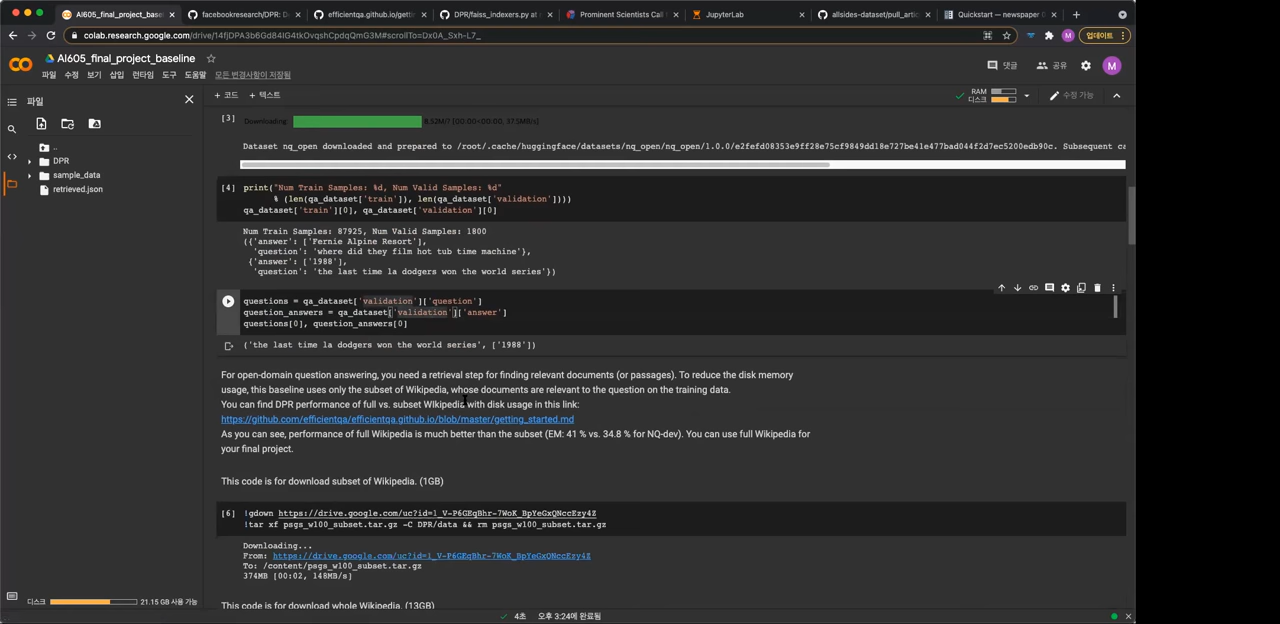 AI605_final_project_base
facebookresearch/DPR: D
efficientqa.github.io/gett
DPR/faiss_indexers.py at
Prominent Scientists Call
JupyterLab
allsides-dataset/pull_artic
Quickstart — newspaper 0
colab.research.google.com/drive/14fjDPA3b6Gd84IG4tkOvqshCpdqQmG3M#scrollTo=Dx0A_Sxh-L7_
업데이트
AI605_final_project_baseline
파일 수정 보기 삽입 런타임 도구 도움말 모든 변경사항이 저장됨
댓글
공유
M
파일
+ 코드 + 텍스트
RAM
디스크
수정 가능
..
DPR
sample_data
retrieved.json
[3]
Downloading: 8.52M/? [00:00<00:00, 37.5MB/s]
Dataset nq_open downloaded and prepared to /root/.cache/huggingface/datasets/nq_open/nq_open/1.0.0/e2fefd08353e9ff28e75cf9849dd18e727be41e477bad044f2d7ec5200edb90c. Subsequent ca
[4] print("Num Train Samples: %d, Num Valid Samples: %d"
% (len(qa_dataset['train']), len(qa_dataset['validation'])))
qa_dataset['train'][0], qa_dataset['validation'][0]
Num Train Samples: 87925, Num Valid Samples: 1800
({'answer': ['Fernie Alpine Resort'],
'question': 'where did they film hot tub time machine'},
{'answer': ['1988'],
'question': 'the last time la dodgers won the world series'})
questions = qa_dataset['validation']['question']
question_answers = qa_dataset['validation']['answer']
questions[0], question_answers[0]
('the last time la dodgers won the world series', ['1988'])
For open-domain question answering, you need a retrieval step for finding relevant documents (or passages). To reduce the disk memory
usage, this baseline uses only the subset of Wikipedia, whose documents are relevant to the question on the training data.
You can find DPR performance of full vs. subset WIkipedia with disk usage in this link:
https://github.com/efficientqa/efficientqa.github.io/blob/master/getting_started.md
As you can see, performance of full Wikipedia is much better than the subset (EM: 41 % vs. 34.8 % for NQ-dev). You can use full Wikipedia for
your final project.
This code is for download subset of Wikipedia. (1GB)
[6] !gdown https://drive.google.com/uc?id=1_V-P6GEqBhr-7WoK_BpYeGxQNccEzy4Z
!tar xf psgs_w100_subset.tar.gz -C DPR/data && rm psgs_w100_subset.tar.gz
Downloading...
From: https://drive.google.com/uc?id=1_V-P6GEqBhr-7WoK_BpYeGxQNccEzy4Z
To: /content/psgs_w100_subset.tar.gz
374MB [00:02, 148MB/s]
This code is for download whole Wikipedia. (13GB)
디스크 21.15 GB 사용 가능
4초 오후 3:24에 완료됨